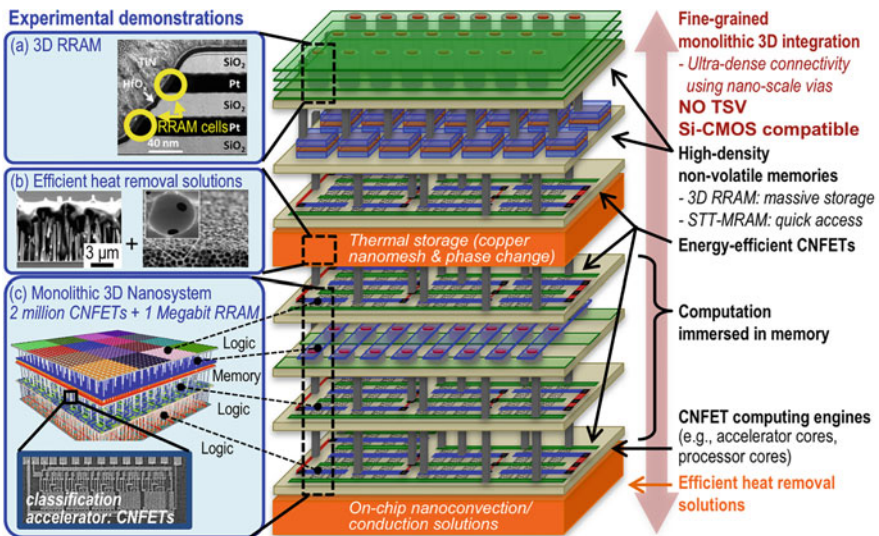 Experimental demonstrations
(a) 3D RRAM
TiN
HfO₂
SiO₂
Pt
SiO₂
Pt
SiO₂
RRAM cells
40 nm
(b) Efficient heat removal solutions
3 μm
+
(c) Monolithic 3D Nanosystem
2 million CNFETs + 1 Megabit RRAM
Logic
Memory
Logic
Logic
classification
accelerator: CNFETs
Thermal storage (copper
nanomesh & phase change)
On-chip nanoconvection/
conduction solutions
Fine-grained
monolithic 3D integration
- Ultra-dense connectivity
using nano-scale vias
NO TSV
Si-CMOS compatible
High-density
non-volatile memories
- 3D RRAM: massive storage
- STT-MRAM: quick access
Energy-efficient CNFETs
Computation
immersed in memory
CNFET computing engines
(e.g., accelerator cores,
processor cores)
Efficient heat removal
solutions